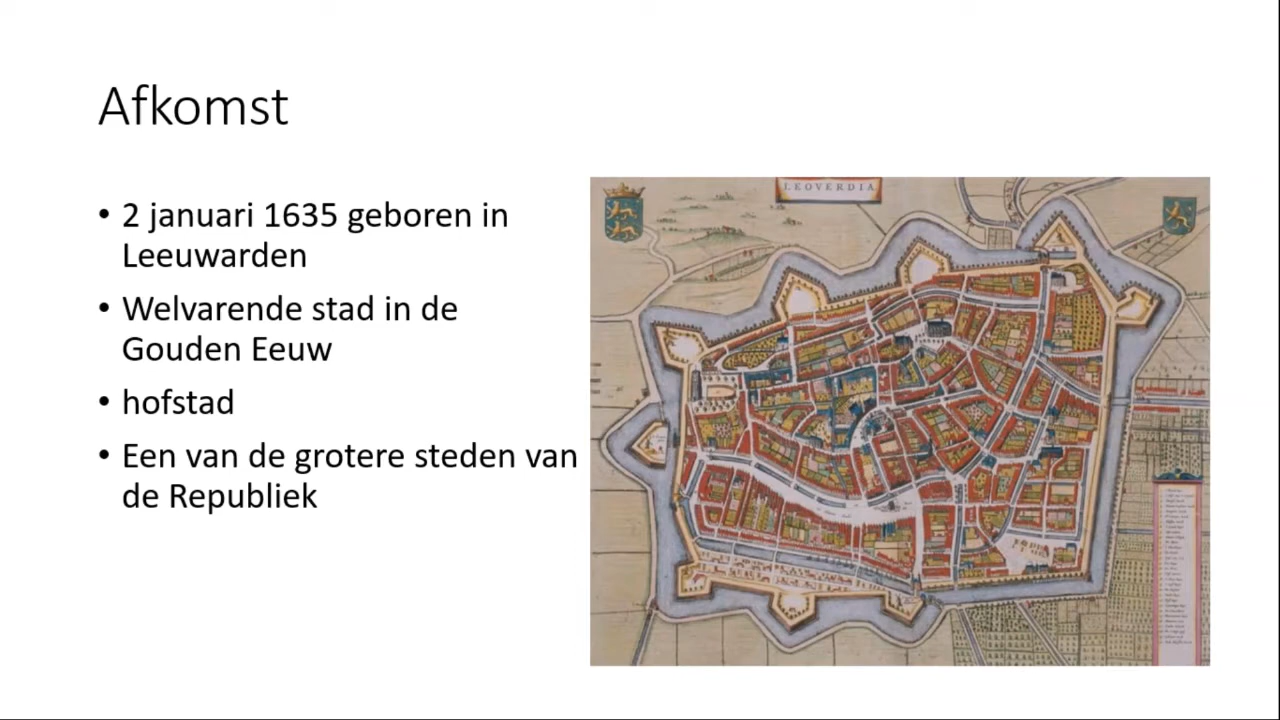 Afkomst
• 2 januari 1635 geboren in
Leeuwarden
• Welvarende stad in de
Gouden Eeuw
• hofstad
• Een van de grotere steden van
de Republiek
LEOVERDIA